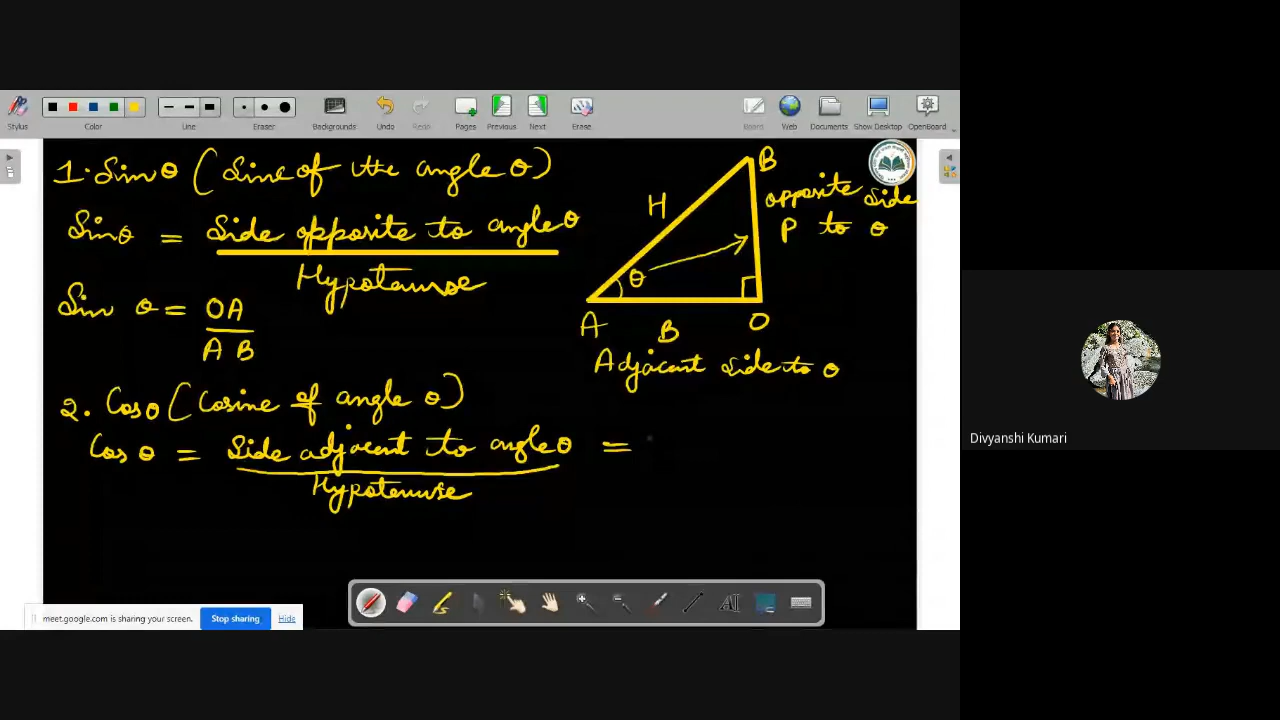 Stylus Color Line Eraser Backgrounds Undo Redo Pages Previous Next Erase Board Web Documents Show Desktop OpenBoard
1. Sin θ ( Sine of the angle θ )
Sin θ = Side opposite to angle θ
Hypotenuse
Sin θ = OA
A B
2. Cos θ ( Cosine of angle θ )
Cos θ = Side adjacent to angle θ =
Hypotenuse
B
H
opposite side
P to θ
θ
A B O
Adjacent side to θ
meet.google.com is sharing your screen. Stop sharing Hide
Divyanshi Kumari